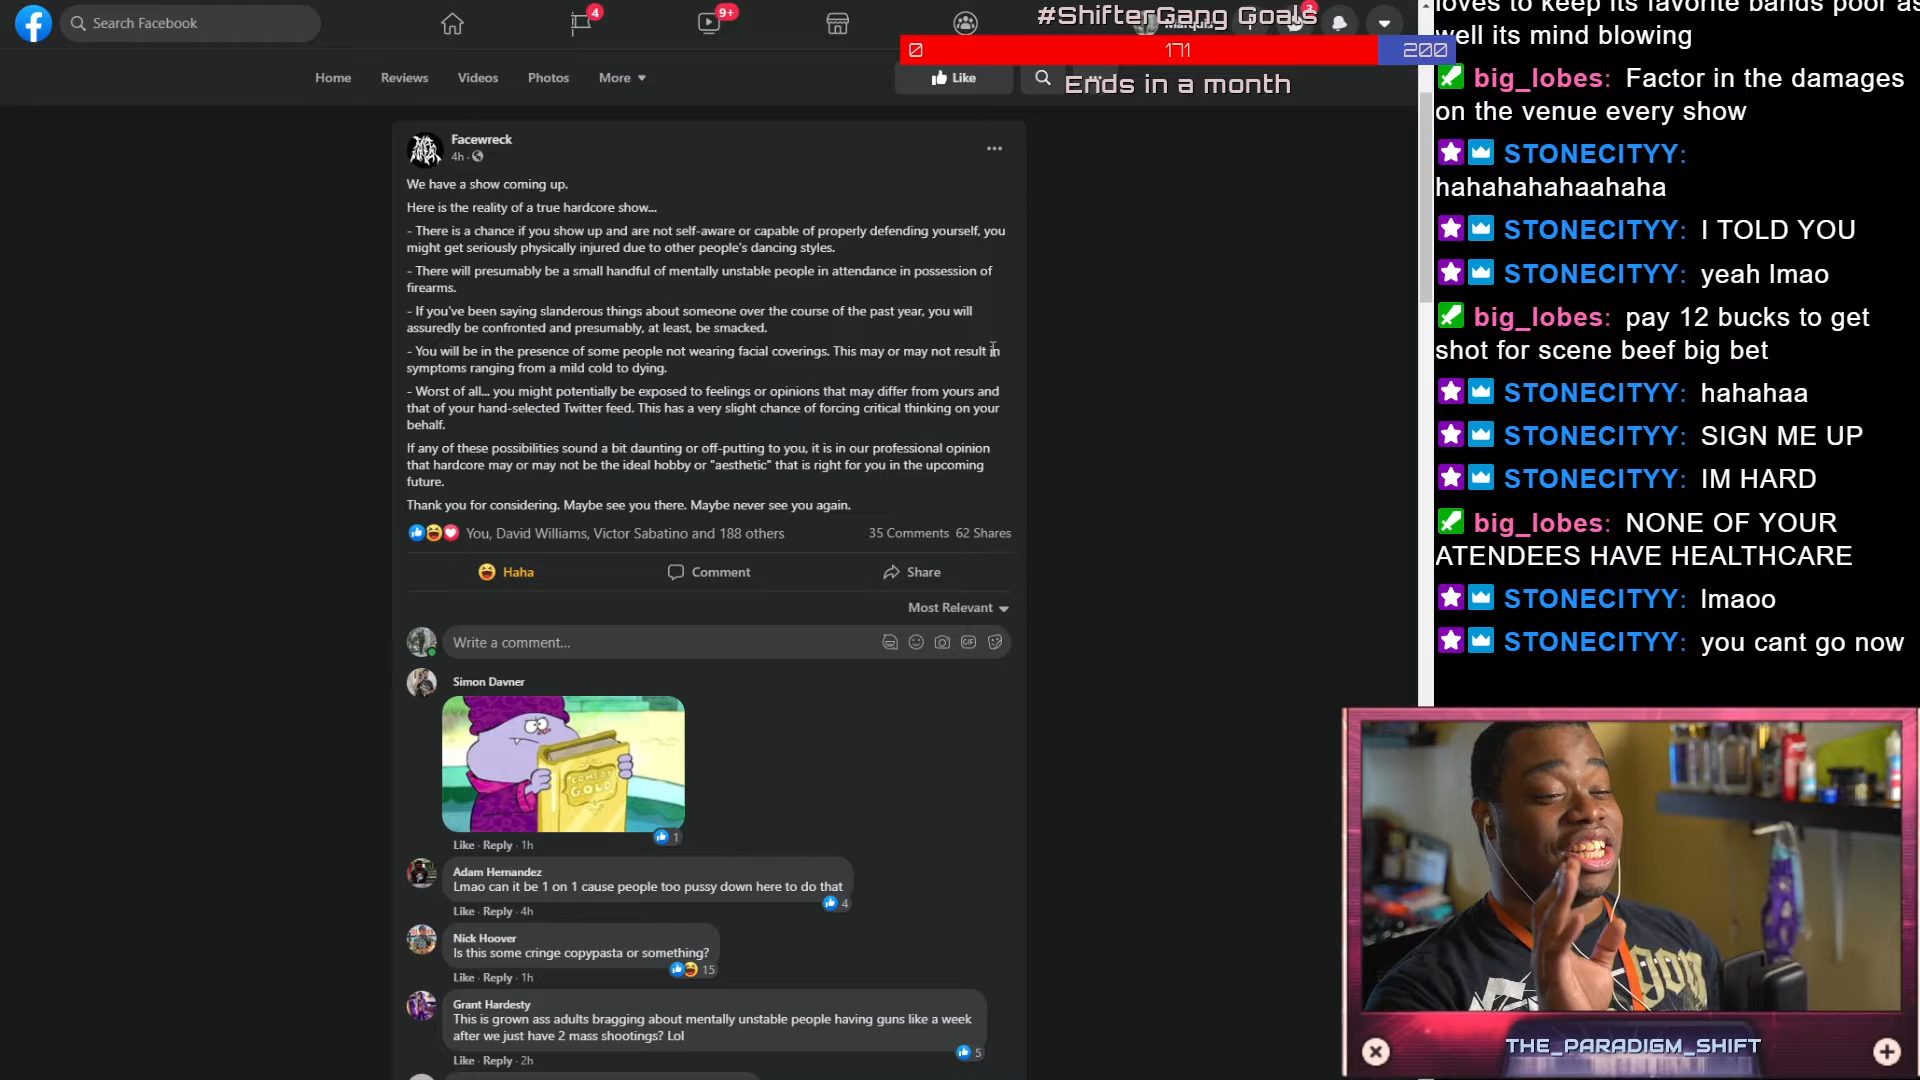 Search Facebook
4
9+
2
#ShifterGang Goals
0
171
200
Ends in a month
Home
Reviews
Videos
Photos
More
Like
Facewreck
4h
We have a show coming up.
Here is the reality of a true hardcore show...
- There is a chance if you show up and are not self-aware or capable of properly defending yourself, you
might get seriously physically injured due to other people's dancing styles.
- There will presumably be a small handful of mentally unstable people in attendance in possession of
firearms.
- If you've been saying slanderous things about someone over the course of the past year, you will
assuredly be confronted and presumably, at least, be smacked.
- You will be in the presence of some people not wearing facial coverings. This may or may not result in
symptoms ranging from a mild cold to dying.
- Worst of all... you might potentially be exposed to feelings or opinions that may differ from yours and
that of your hand-selected Twitter feed. This has a very slight chance of forcing critical thinking on your
behalf.
If any of these possibilities sound a bit daunting or off-putting to you, it is in our professional opinion
that hardcore may or may not be the ideal hobby or "aesthetic" that is right for you in the upcoming
future.
Thank you for considering. Maybe see you there. Maybe never see you again.
You, David Williams, Victor Sabatino and 188 others
35 Comments 62 Shares
Haha
Comment
Share
Most Relevant
Write a comment...
GIF
Simon Davner
COMEDY
GOLD
1
Like · Reply · 1h
Adam Hernandez
Lmao can it be 1 on 1 cause people too pussy down here to do that
4
Like · Reply · 4h
Nick Hoover
Is this some cringe copypasta or something?
15
Like · Reply · 1h
Grant Hardesty
This is grown ass adults bragging about mentally unstable people having guns like a week
after we just have 2 mass shootings? Lol
5
Like · Reply · 2h
loves to keep its favorite bands poor as
well its mind blowing
big_lobes: Factor in the damages
on the venue every show
STONECITYY:
hahahahahaahaha
STONECITYY: I TOLD YOU
STONECITYY: yeah lmao
big_lobes: pay 12 bucks to get
shot for scene beef big bet
STONECITYY: hahahaa
STONECITYY: SIGN ME UP
STONECITYY: IM HARD
big_lobes: NONE OF YOUR
ATENDEES HAVE HEALTHCARE
STONECITYY: lmaoo
STONECITYY: you cant go now
THE_PARADIGM_SHIFT